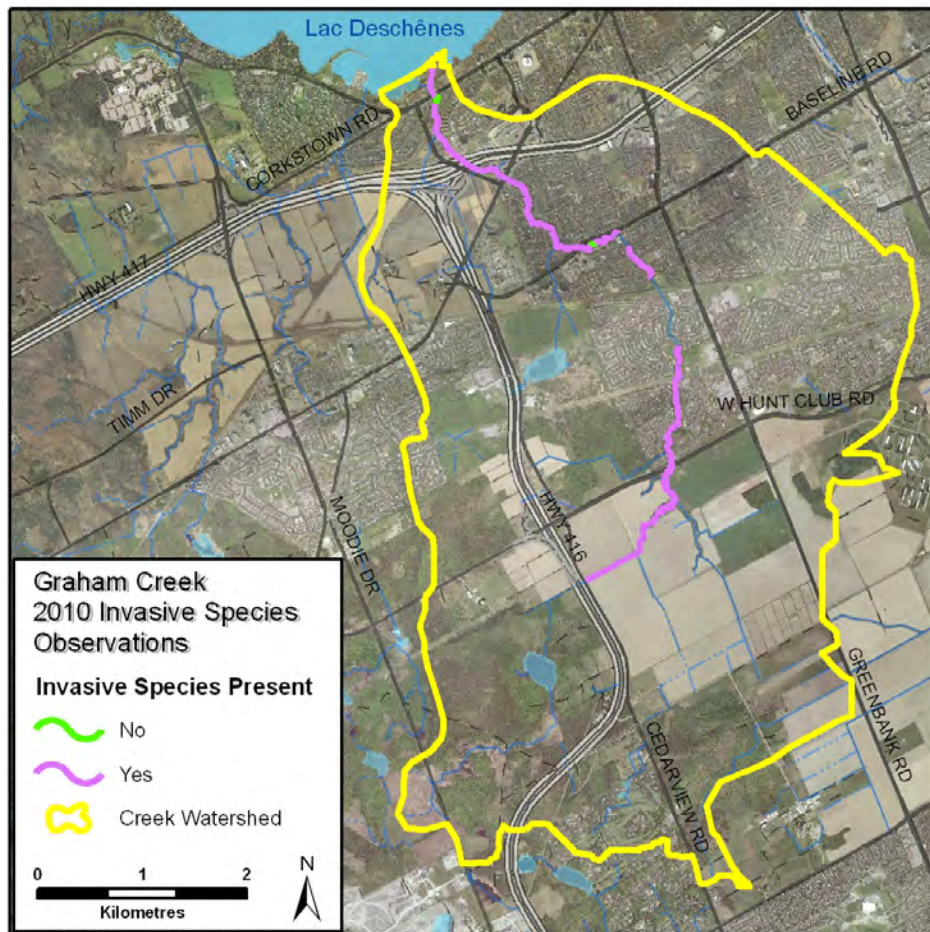 Lac Deschênes
CORKSTOWN RD
BASELINE RD
HWY 417
TIMM DR
W HUNT CLUB RD
MOODIE DR
HWY 416
GREENBANK RD
CEDARVIEW RD
Graham Creek
2010 Invasive Species
Observations
Invasive Species Present
No
Yes
Creek Watershed
0 1 2
Kilometres
N